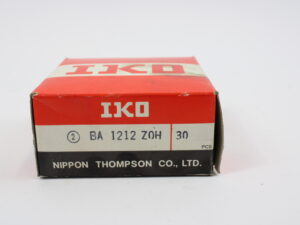 IKO
IKO
② BA 1212 ZOH 30
PCS
NIPPON THOMPSON CO., LTD.